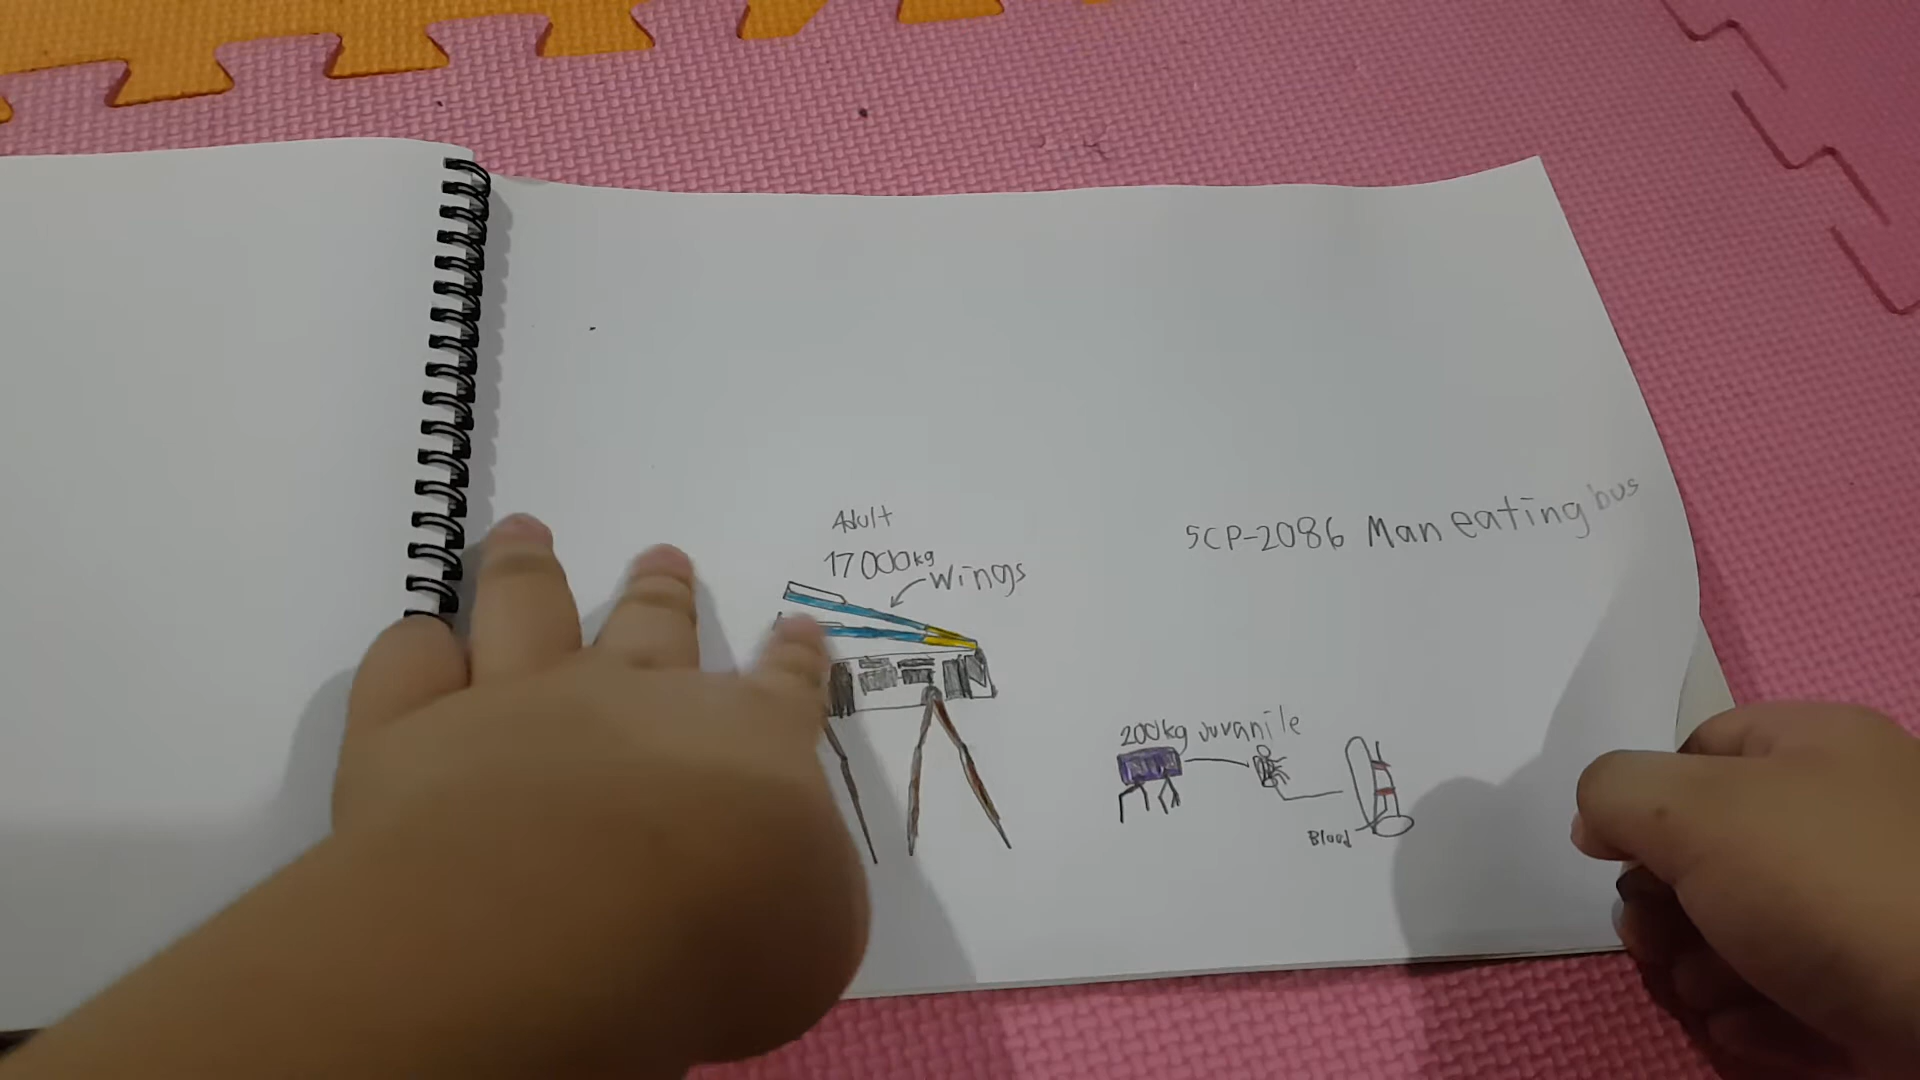 Adult
17000kg
Wings
SCP-2086 Man eating bus
200kg Juvanile
Blood